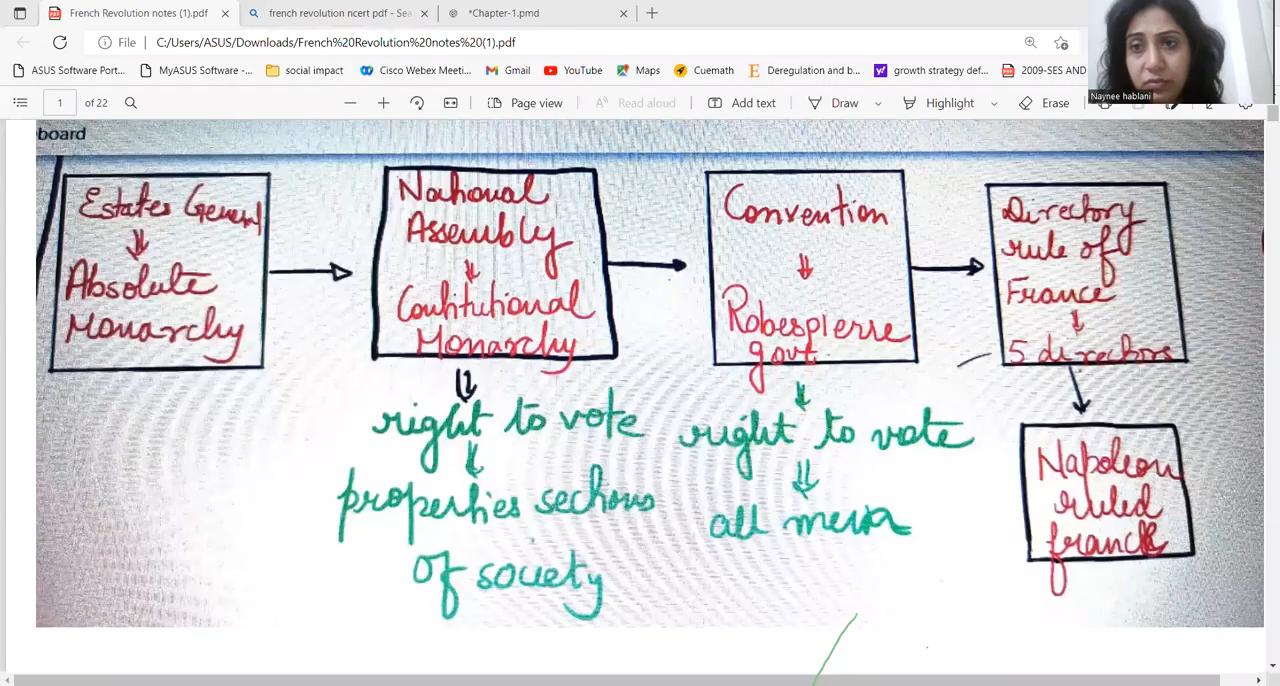 French Revolution notes (1).pdf
french revolution ncert pdf - Sea
*Chapter-1.pmd
File
C:/Users/ASUS/Downloads/French%20Revolution%20notes%20(1).pdf
ASUS Software Port...
MyASUS Software -...
social impact
Cisco Webex Meeti...
Gmail
YouTube
Maps
Cuemath
Deregulation and b...
growth strategy def...
2009-SES AND
Naynee hablani
1
of 22
Page view
Read aloud
Add text
Draw
Highlight
Erase
board
Estates General
Absolute
Monarchy
National
Assembly
Coutitutional
Monarchy
right to vote
properties sections
of society
Convention
Robespierre
govt
right to vote
all men
Directory
rule of
France
5 directors
Napoleon
ruled
france